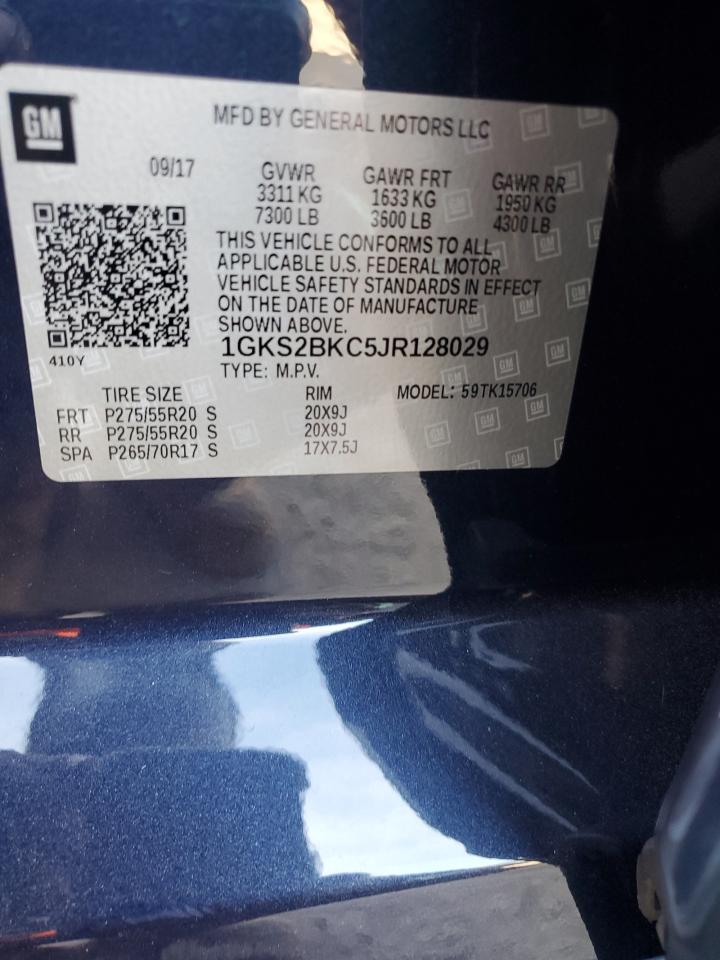 GM
MFD BY GENERAL MOTORS LLC
09/17
GVWR
3311 KG
7300 LB
GAWR FRT
1633 KG
3600 LB
GAWR RR
1950 KG
4300 LB
THIS VEHICLE CONFORMS TO ALL
APPLICABLE U.S. FEDERAL MOTOR
VEHICLE SAFETY STANDARDS IN EFFECT
ON THE DATE OF MANUFACTURE
SHOWN ABOVE.
410Y
1GKS2BKC5JR128029
TYPE: M.P.V.
TIRE SIZE RIM MODEL: 59TK15706
FRT P275/55R20 S 20X9J
RR P275/55R20 S 20X9J
SPA P265/70R17 S 17X7.5J